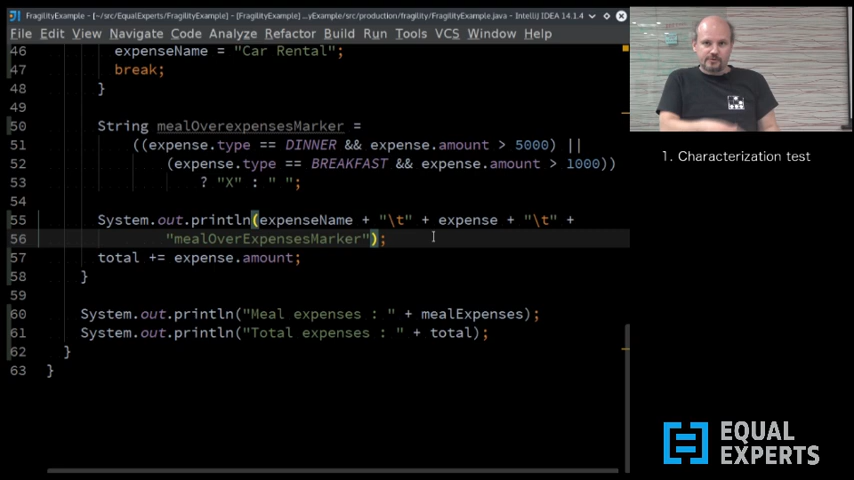 FragilityExample - [~/src/EqualExperts/FragilityExample] - [FragilityExample] ...yExample/src/production/fragility/FragilityExample.java - IntelliJ IDEA 14.1.4
File Edit View Navigate Code Analyze Refactor Build Run Tools VCS Window Help
46 expenseName = "Car Rental";
47 break;
48 }
49
50 String mealOverexpensesMarker =
51 ((expense.type == DINNER && expense.amount > 5000) ||
52 (expense.type == BREAKFAST && expense.amount > 1000))
53 ? "X" : " ";
54
55 System.out.println(expenseName + "\t" + expense + "\t" +
56 "mealOverExpensesMarker");
57 total += expense.amount;
58 }
59
60 System.out.println("Meal expenses : " + mealExpenses);
61 System.out.println("Total expenses : " + total);
62 }
63 }
1. Characterization test
EQUAL
EXPERTS